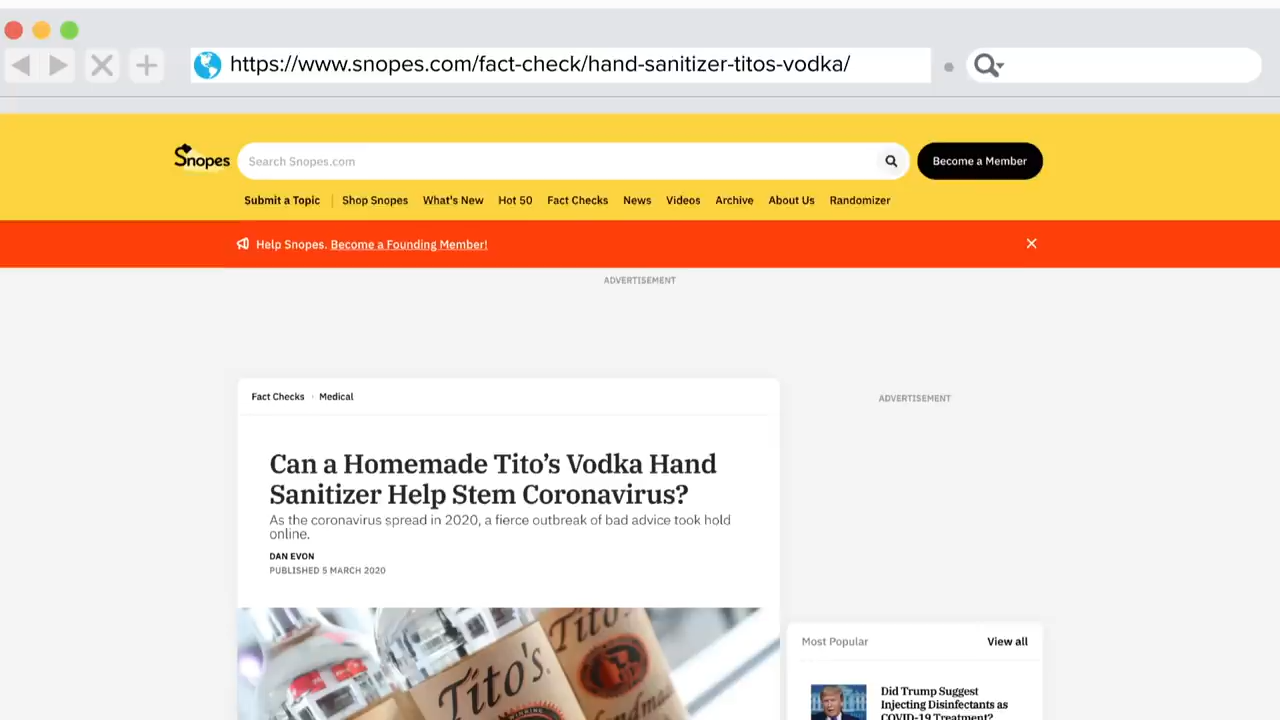 https://www.snopes.com/fact-check/hand-sanitizer-titos-vodka/
Snopes
Search Snopes.com
Become a Member
Submit a Topic | Shop Snopes What's New Hot 50 Fact Checks News Videos Archive About Us Randomizer
Help Snopes. Become a Founding Member!
ADVERTISEMENT
Fact Checks · Medical
ADVERTISEMENT
Can a Homemade Tito's Vodka Hand
Sanitizer Help Stem Coronavirus?
As the coronavirus spread in 2020, a fierce outbreak of bad advice took hold
online.
DAN EVON
PUBLISHED 5 MARCH 2020
Tito's
Tito's
Most Popular
View all
Did Trump Suggest
Injecting Disinfectants as
COVID-19 Treatment?